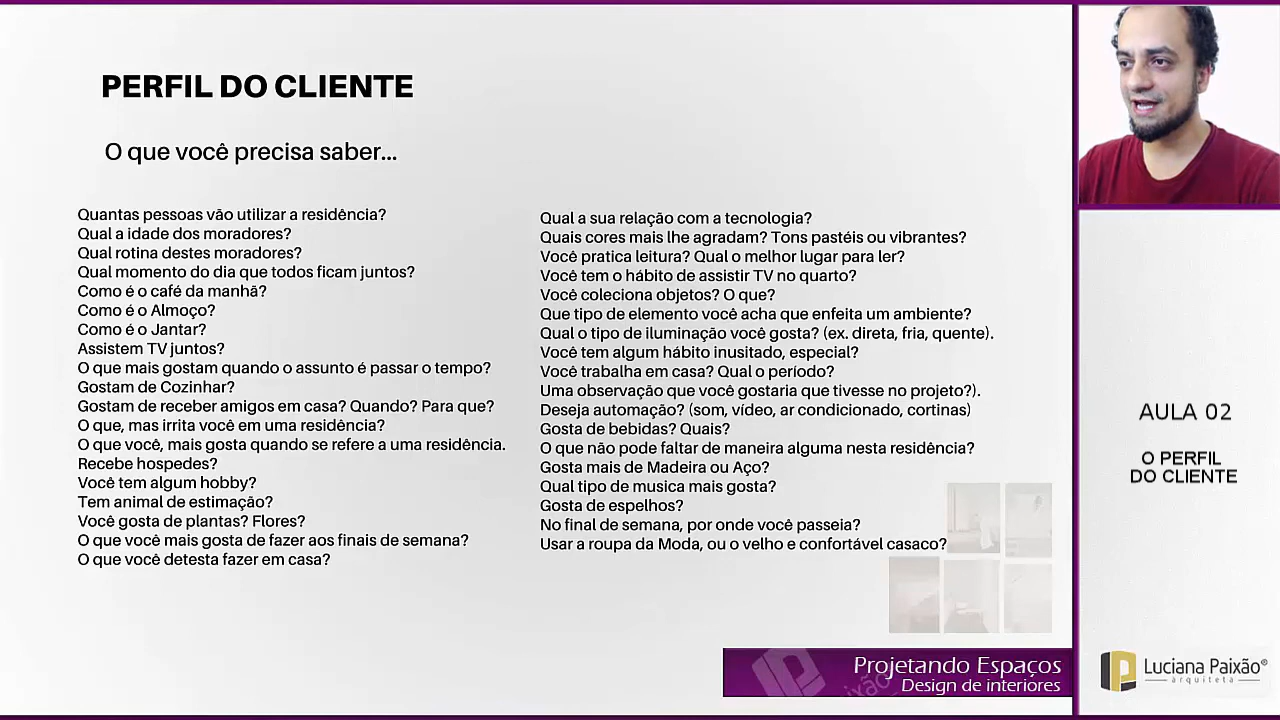 PERFIL DO CLIENTE
O que você precisa saber...
Quantas pessoas vão utilizar a residência?
Qual a idade dos moradores?
Qual rotina destes moradores?
Qual momento do dia que todos ficam juntos?
Como é o café da manhã?
Como é o Almoço?
Como é o Jantar?
Assistem TV juntos?
O que mais gostam quando o assunto é passar o tempo?
Gostam de Cozinhar?
Gostam de receber amigos em casa? Quando? Para que?
O que, mas irrita você em uma residência?
O que você, mais gosta quando se refere a uma residência.
Recebe hospedes?
Você tem algum hobby?
Tem animal de estimação?
Você gosta de plantas? Flores?
O que você mais gosta de fazer aos finais de semana?
O que você detesta fazer em casa?
Qual a sua relação com a tecnologia?
Quais cores mais lhe agradam? Tons pastéis ou vibrantes?
Você pratica leitura? Qual o melhor lugar para ler?
Você tem o hábito de assistir TV no quarto?
Você coleciona objetos? O que?
Que tipo de elemento você acha que enfeita um ambiente?
Qual o tipo de iluminação você gosta? (ex. direta, fria, quente).
Você tem algum hábito inusitado, especial?
Você trabalha em casa? Qual o período?
Uma observação que você gostaria que tivesse no projeto?).
Deseja automação? (som, vídeo, ar condicionado, cortinas)
Gosta de bebidas? Quais?
O que não pode faltar de maneira alguma nesta residência?
Gosta mais de Madeira ou Aço?
Qual tipo de musica mais gosta?
Gosta de espelhos?
No final de semana, por onde você passeia?
Usar a roupa da Moda, ou o velho e confortável casaco?
Projetando Espaços
Design de interiores
AULA 02
O PERFIL
DO CLIENTE
Luciana Paixão®
arquiteta